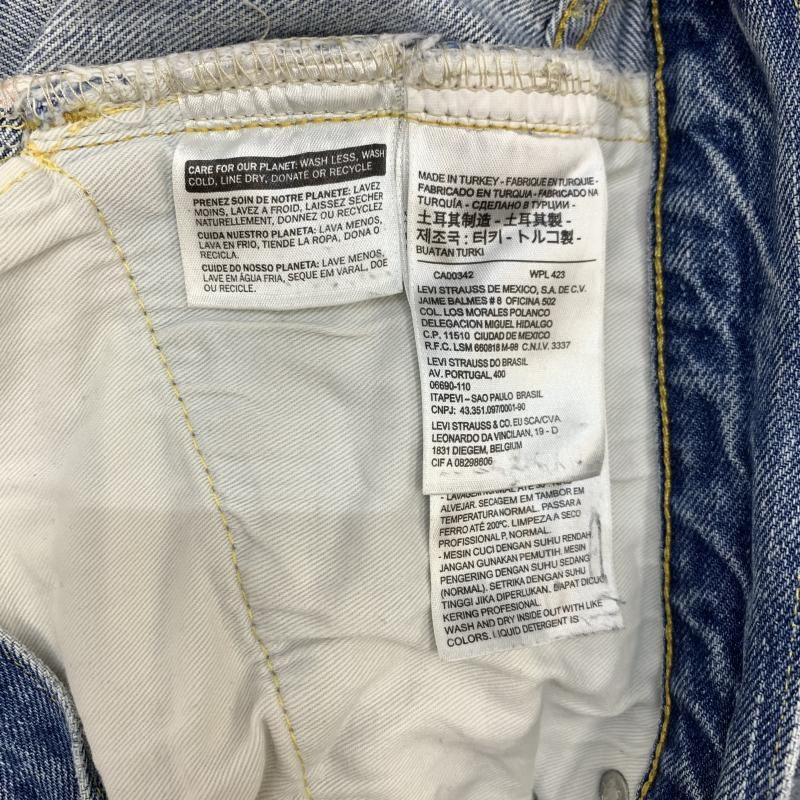 CARE FOR OUR PLANET: WASH LESS, WASH
COLD, LINE DRY, DONATE OR RECYCLE
PRENEZ SOIN DE NOTRE PLANETE: LAVEZ
MOINS, LAVEZ A FROID, LAISSEZ SECHER
NATURELLEMENT, DONNEZ OU RECYCLEZ
CUIDA NUESTRO PLANETA: LAVA MENOS,
LAVA EN FRIO, TIENDE LA ROPA, DONA O
RECICLA.
CUIDE DO NOSSO PLANETA: LAVE MENOS,
LAVE EM ÁGUA FRIA, SEQUE EM VARAL, DOE
OU RECICLE.
MADE IN TURKEY - FABRIQUE EN TURQUIE -
FABRICADO EN TURQUIA - FABRICADO NA
TURQUÍA - СДЕЛАНО В ТУРЦИИ -
土耳其制造 - 土耳其製 -
제조국 : 터키 - トルコ製 -
BUATAN TURKI
CA00342 WPL 423
LEVI STRAUSS DE MEXICO, S.A. DE C.V.
JAIME BALMES # 8 OFICINA 502
COL. LOS MORALES POLANCO
DELEGACION MIGUEL HIDALGO
C.P. 11510 CIUDAD DE MEXICO
R.F.C. LSM 660818 M-98 C.N.I.V. 3337
LEVI STRAUSS DO BRASIL
AV. PORTUGAL, 400
06690-110
ITAPEVI – SAO PAULO BRASIL
CNPJ: 43.351.097/0001-90
LEVI STRAUSS & CO. EU SCA/CVA
LEONARDO DA VINCILAAN, 19 - D
1831 DIEGEM, BELGIUM
CIF A 08298606
- LAVAGEM NORMAL ATÉ
ALVEJAR. SECAGEM EM TAMBOR EM
TEMPERATURA NORMAL. PASSAR A
FERRO ATÉ 200ºC. LIMPEZA A SECO
PROFISSIONAL P, NORMAL.
- MESIN CUCI DENGAN SUHU RENDAH.
JANGAN GUNAKAN PEMUTIH. MESIN
PENGERING DENGAN SUHU SEDANG
(NORMAL). SETRIKA DENGAN SUHU
TINGGI JIKA DIPERLUKAN. DAPAT DICUCI
KERING PROFESIONAL.
WASH AND DRY INSIDE OUT WITH LIKE
COLORS. LIQUID DETERGENT IS